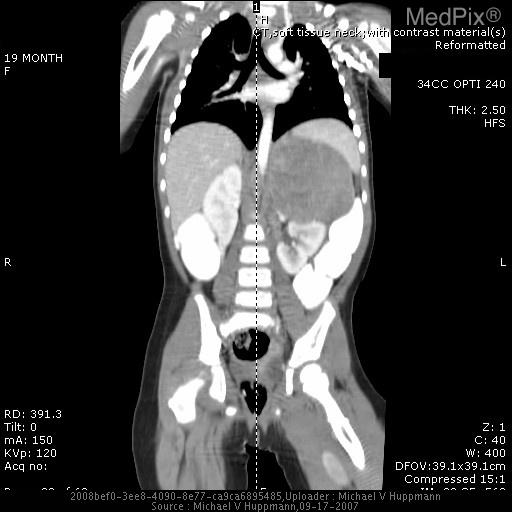 MedPix®
1
H
CT,soft tissue neck;with contrast material(s)
Reformatted
19 MONTH
F
34CC OPTI 240
THK: 2.50
HFS
R
L
RD: 391.3
Tilt: 0
mA: 150
KVp: 120
Acq no:
Z: 1
C: 40
W: 400
DFOV:39.1x39.1cm
Compressed 15:1
2008bef0-3ee8-4090-8e77-ca9ca6895485,Uploader : Michael V Huppmann
Source : Michael V Huppmann,09-17-2007